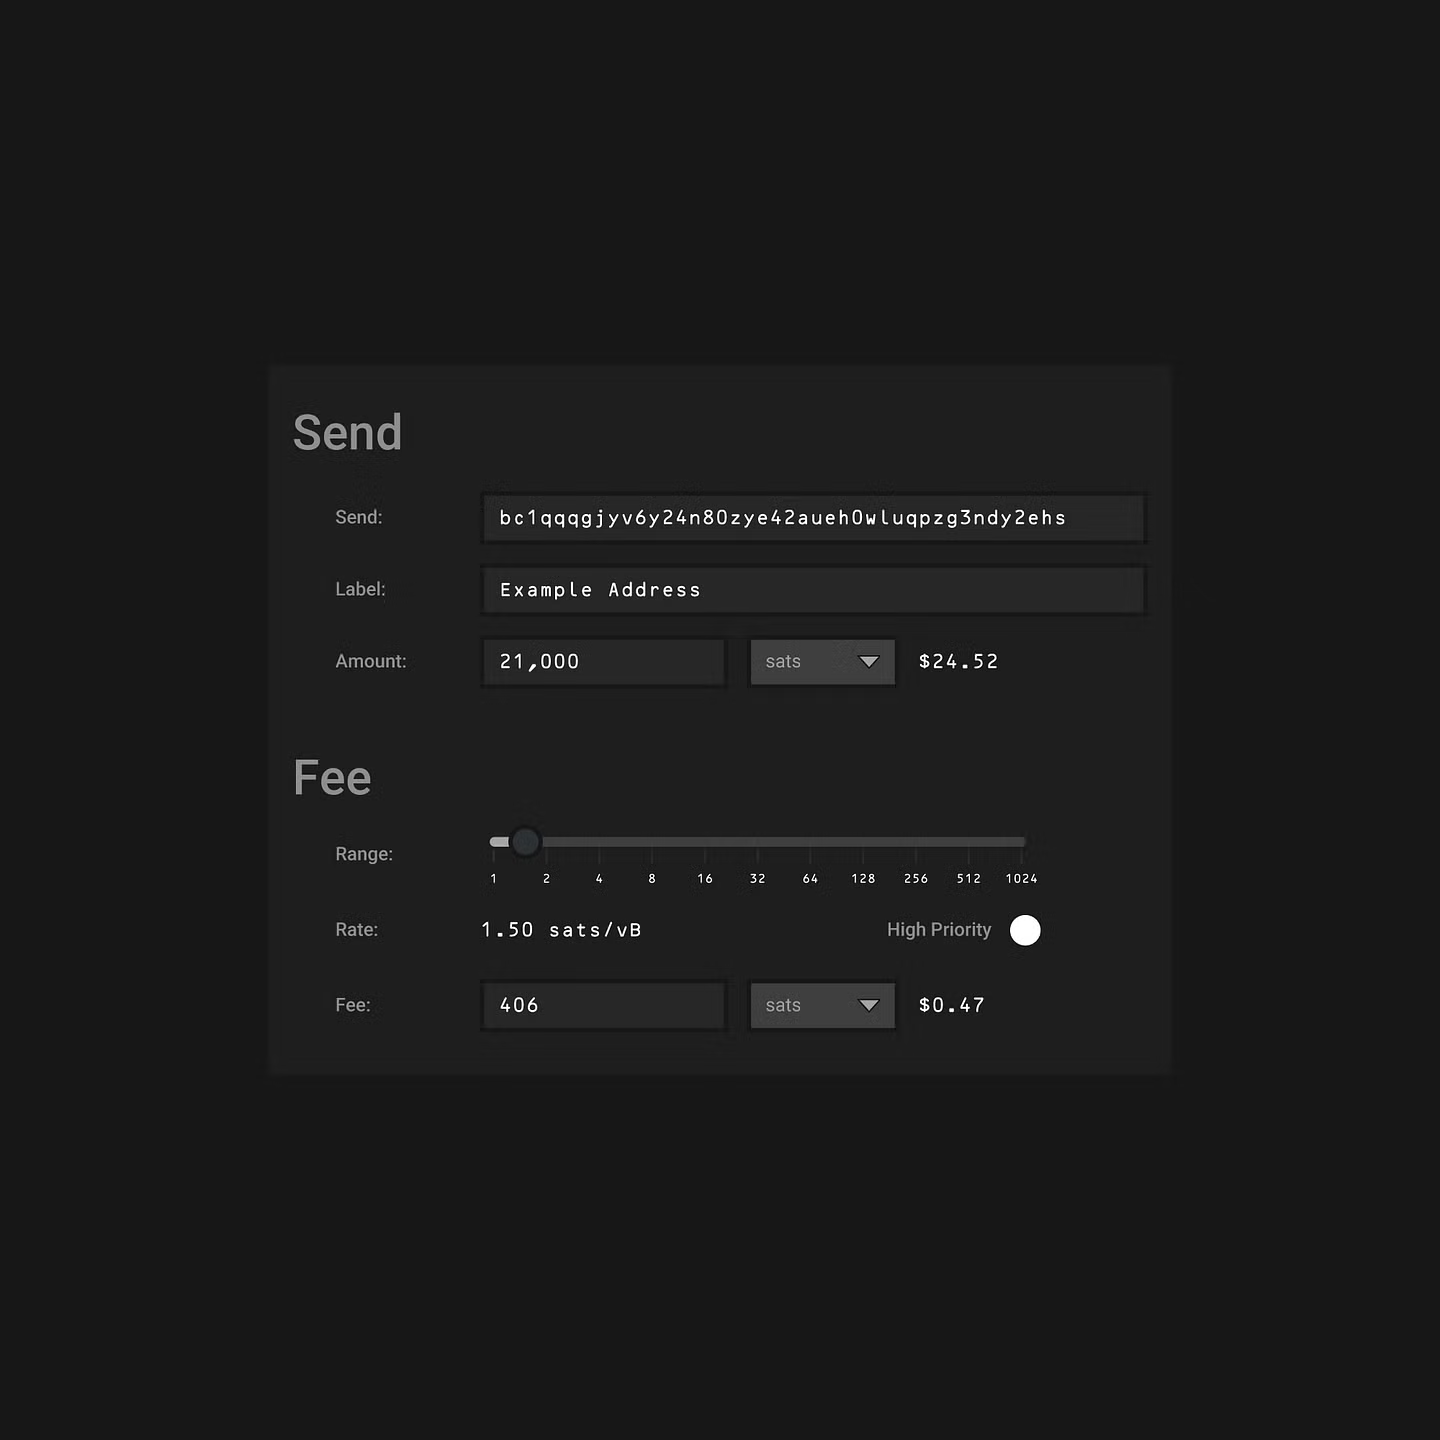 Send
Send: bc1qqqgjyv6y24n80zye42aueh0wluqpzg3ndy2ehs
Label: Example Address
Amount: 21,000 sats $24.52
Fee
Range:
1 2 4 8 16 32 64 128 256 512 1024
Rate: 1.50 sats/vB High Priority
Fee: 406 sats $0.47